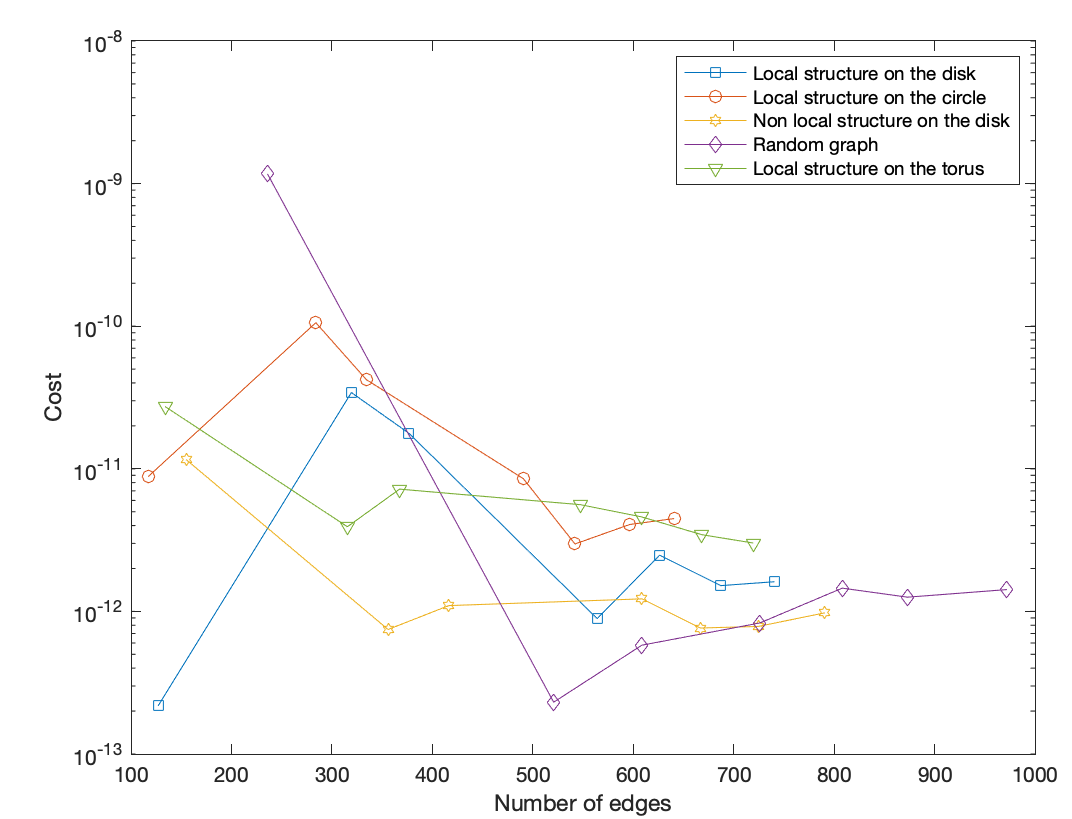 10-8
10-9
10-10
10-11
10-12
10-13
Cost
Local structure on the disk
Local structure on the circle
Non local structure on the disk
Random graph
Local structure on the torus
100 200 300 400 500 600 700 800 900 1000
Number of edges